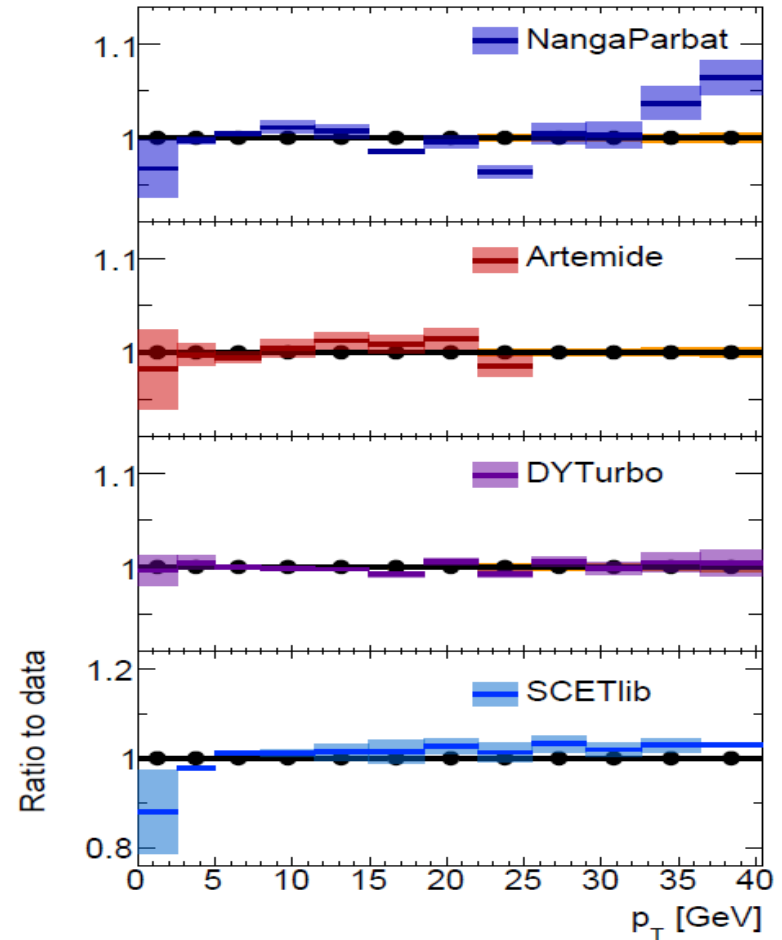 1.1
NangaParbat
1
1.1
Artemide
1
1.1
DYTurbo
1
1.2
SCETlib
1
0.8
Ratio to data
0 5 10 15 20 25 30 35 40
p_T [GeV]